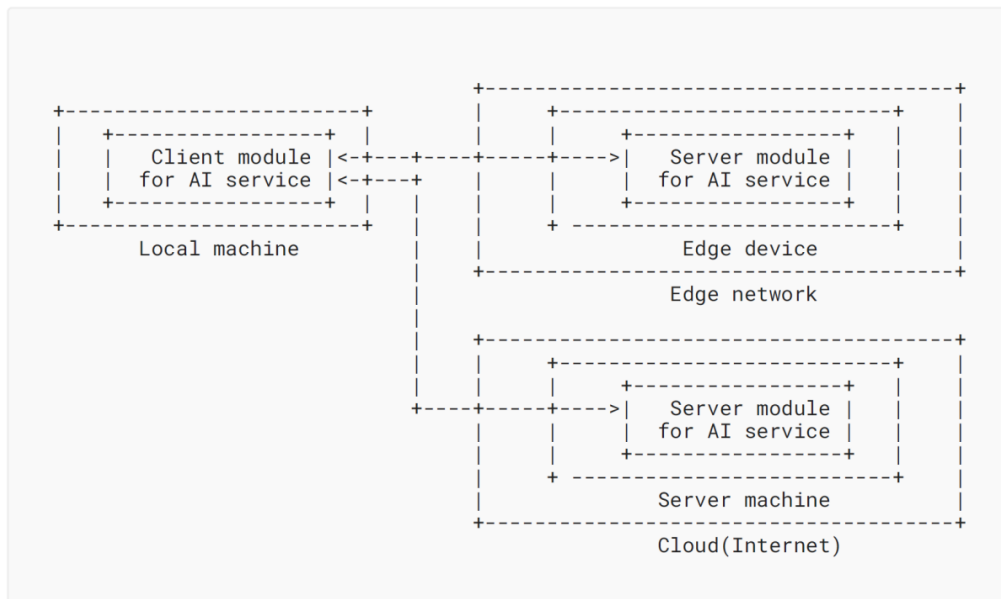 Client module
for AI service
Local machine
Server module
for AI service
Edge device
Edge network
Server module
for AI service
Server machine
Cloud(Internet)